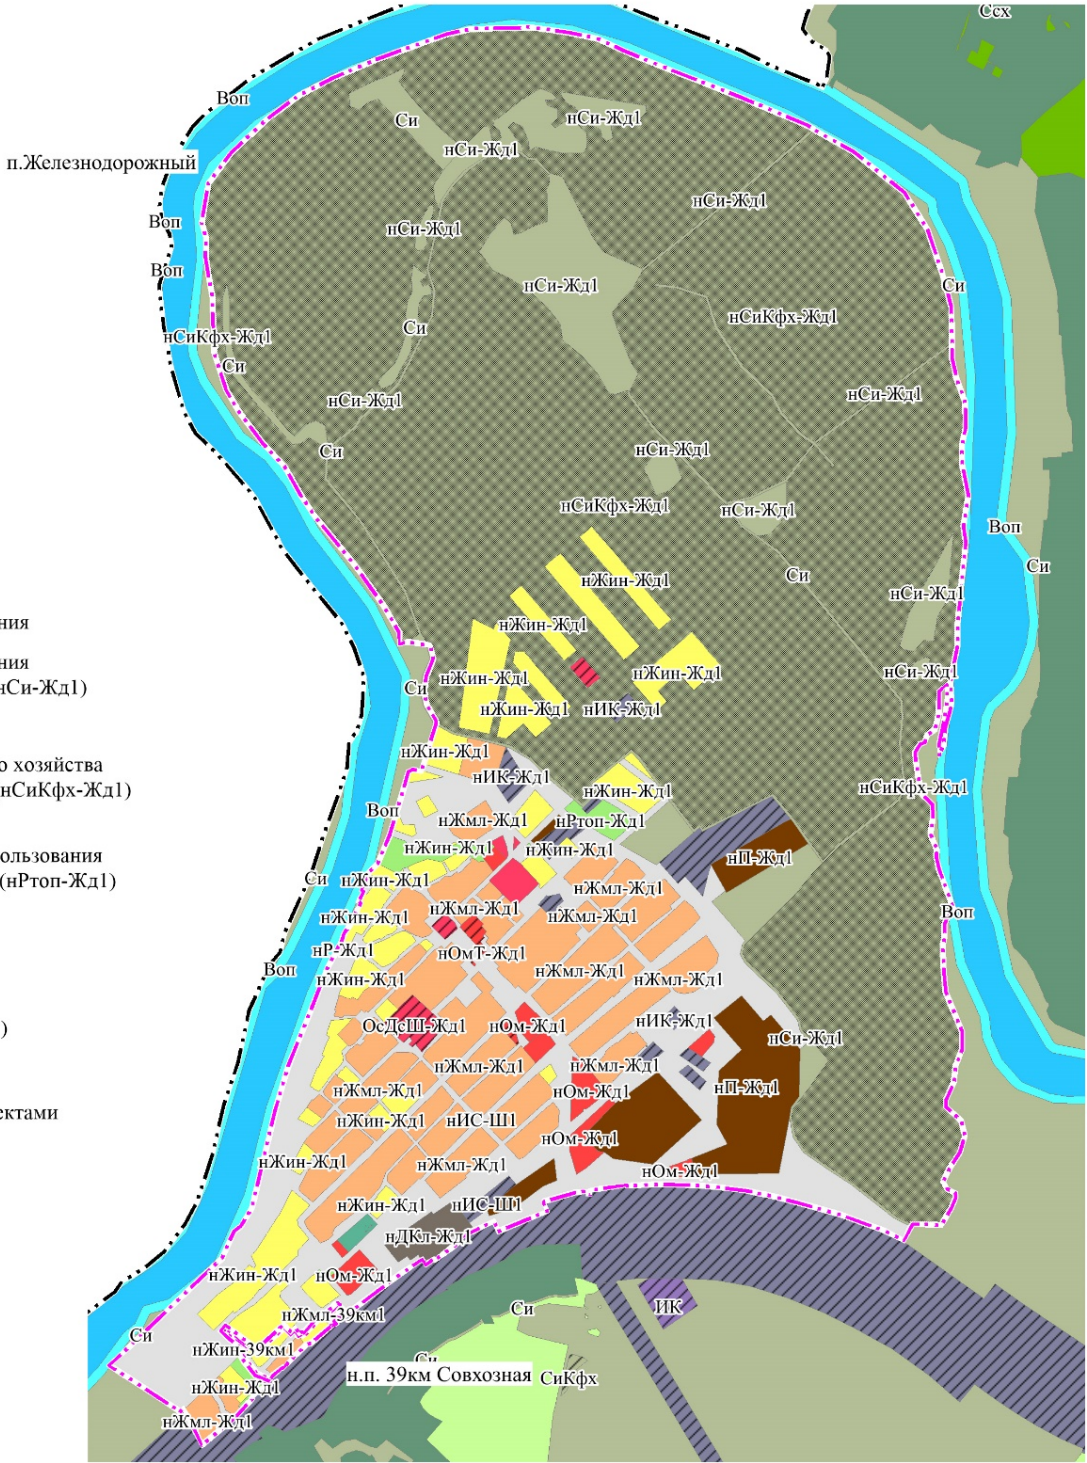 Ссх
Воп
Си
нСи-Жд1
нСи-Жд1
п.Железнодорожный
нСи-Жд1
Воп
нСи-Жд1
Воп
нСи-Жд1
Си
нСиКфх-Жд1
Си
нСиКфх-Жд1
Си
нСи-Жд1
нСи-Жд1
Си
нСи-Жд1
нСиКфх-Жд1
нСи-Жд1
Воп
Си
Си
нЖин-Жд1
нСи-Жд1
ния
нЖин-Жд1
ния
нСи-Жд1
нЖин-Жд1
нЖин-Жд1
Си
нСи-Жд1)
нЖин-Жд1
нИК-Жд1
нЖин-Жд1
о хозяйства
нИК-Жд1
нСиКфх-Жд1
нСиКфх-Жд1)
нЖин-Жд1
Воп
нЖмл-Жд1
нРтоп-Жд1
нЖин-Жд1
нЖин-Жд1
ользования
нП-Жд1
Си
нЖин-Жд1
(нРтоп-Жд1)
нЖмл-Жд1
нЖмл-Жд1
нЖин-Жд1
нЖмл-Жд1
Воп
нР-Жд1
нОмТ-Жд1
Воп
нЖин-Жд1
нЖмл-Жд1
нЖмл-Жд1
ОсДсШ-Жд1
нОм-Жд1
нИК-Жд1
)
нСи-Жд1
нЖмл-Жд1
нЖмл-Жд1
нЖмл-Жд1
нОм-Жд1
нП-Жд1
ектами
нЖин-Жд1
нИС-Ш1
нОм-Жд1
нЖин-Жд1
нЖмл-Жд1
нОм-Жд1
нЖин-Жд1
нИС-Ш1
нДКл-Жд1
нЖин-Жд1
нОм-Жд1
нЖмл-39км1
Си
ИК
Си
нЖин-39км1
Си
н.п. 39км Совхозная
СиКфх
нЖин-Жд1
нЖмл-Жд1